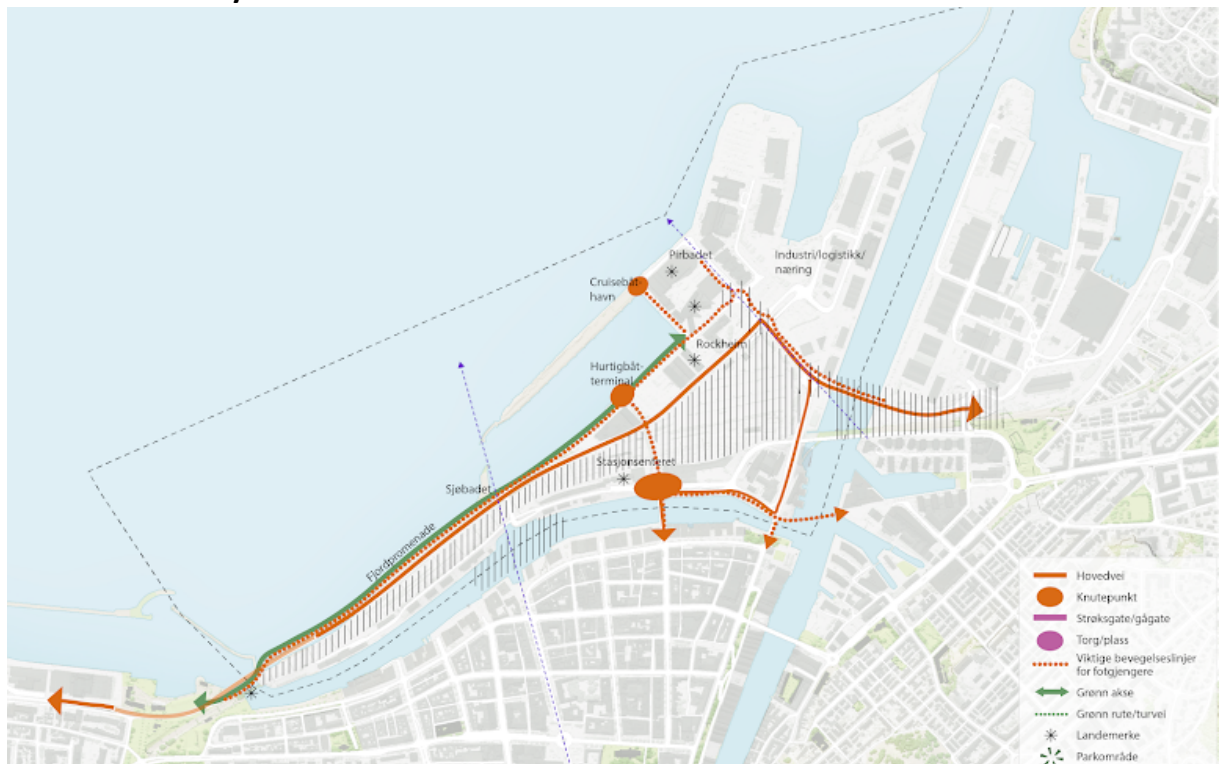 Pirbadet
Industri/logistikk/
næring
Cruisebåt-
havn
Rockheim
Hurtigbåt-
terminal
Stasjonsenteret
Sjøbadet
Fjordpromenade
Hovedvei
Knutepunkt
Strøksgate/gågate
Torg/plass
Viktige bevegelseslinjer
for fotgjengere
Grønn akse
Grønn rute/turvei
Landemerke
Parkområde